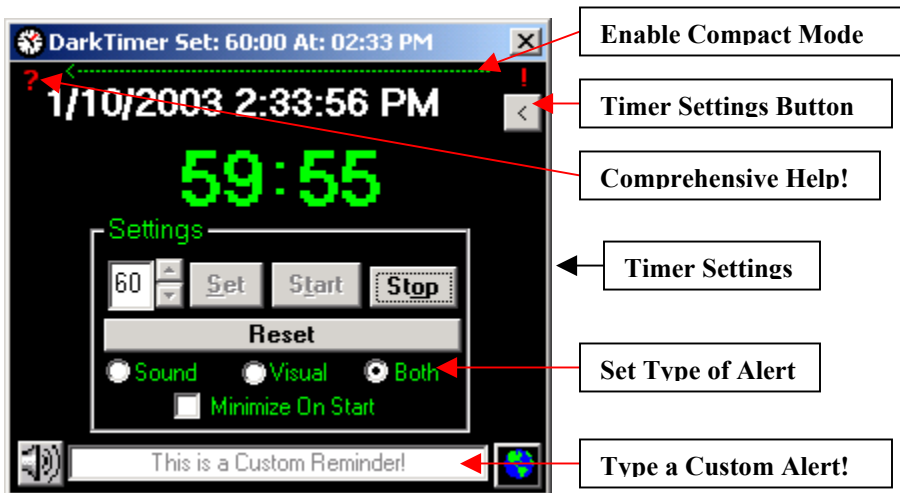 DarkTimer Set: 60:00 At: 02:33 PM
Enable Compact Mode
? !
1/10/2003 2:33:56 PM
<
Timer Settings Button
59:55
Comprehensive Help!
Settings
60 Set Start Stop
Timer Settings
Reset
Sound Visual Both
Set Type of Alert
Minimize On Start
This is a Custom Reminder!
Type a Custom Alert!